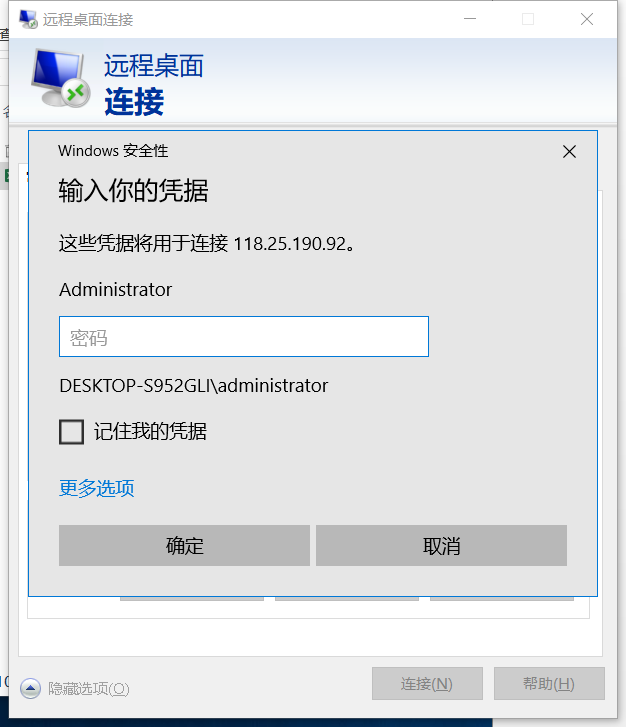 远程桌面连接
远程桌面
连接
Windows 安全性
输入你的凭据
这些凭据将用于连接 118.25.190.92。
Administrator
密码
DESKTOP-S952GLI\administrator
记住我的凭据
更多选项
确定
取消
隐藏选项(O)
连接(N)
帮助(H)